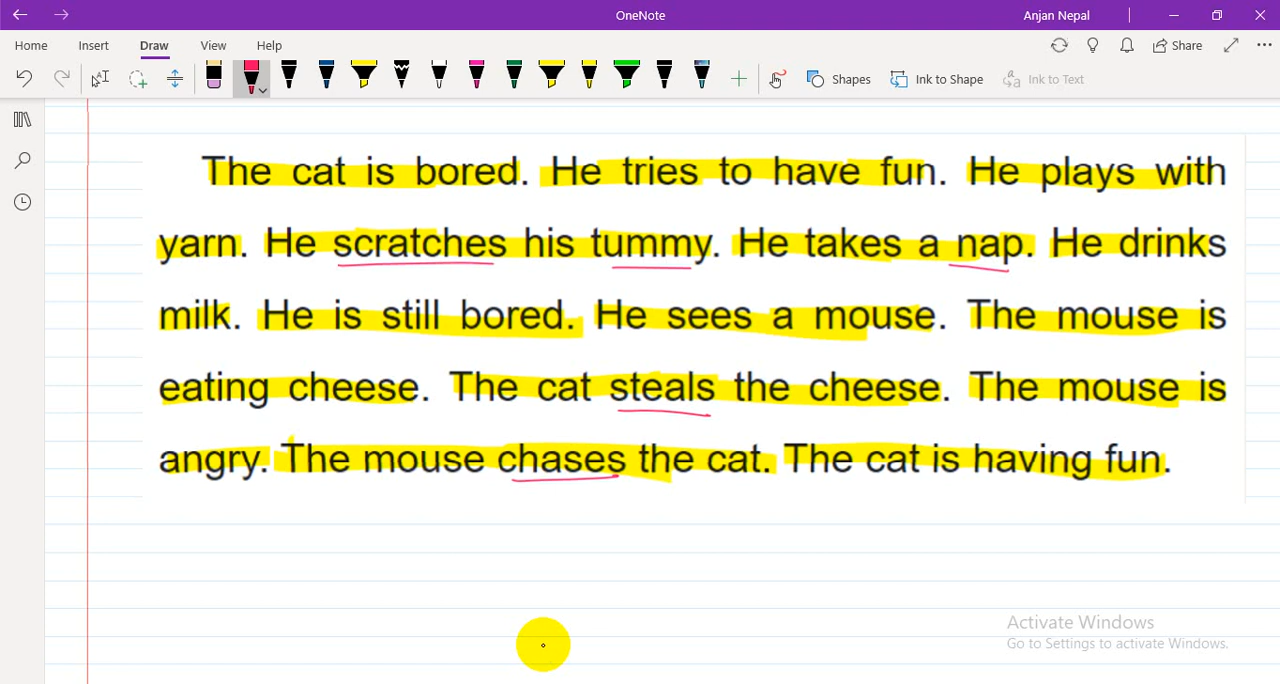 OneNote
Anjan Nepal
Home Insert Draw View Help
Share
Shapes Ink to Shape Ink to Text
The cat is bored. He tries to have fun. He plays with
yarn. He scratches his tummy. He takes a nap. He drinks
milk. He is still bored. He sees a mouse. The mouse is
eating cheese. The cat steals the cheese. The mouse is
angry. The mouse chases the cat. The cat is having fun.
Activate Windows
Go to Settings to activate Windows.